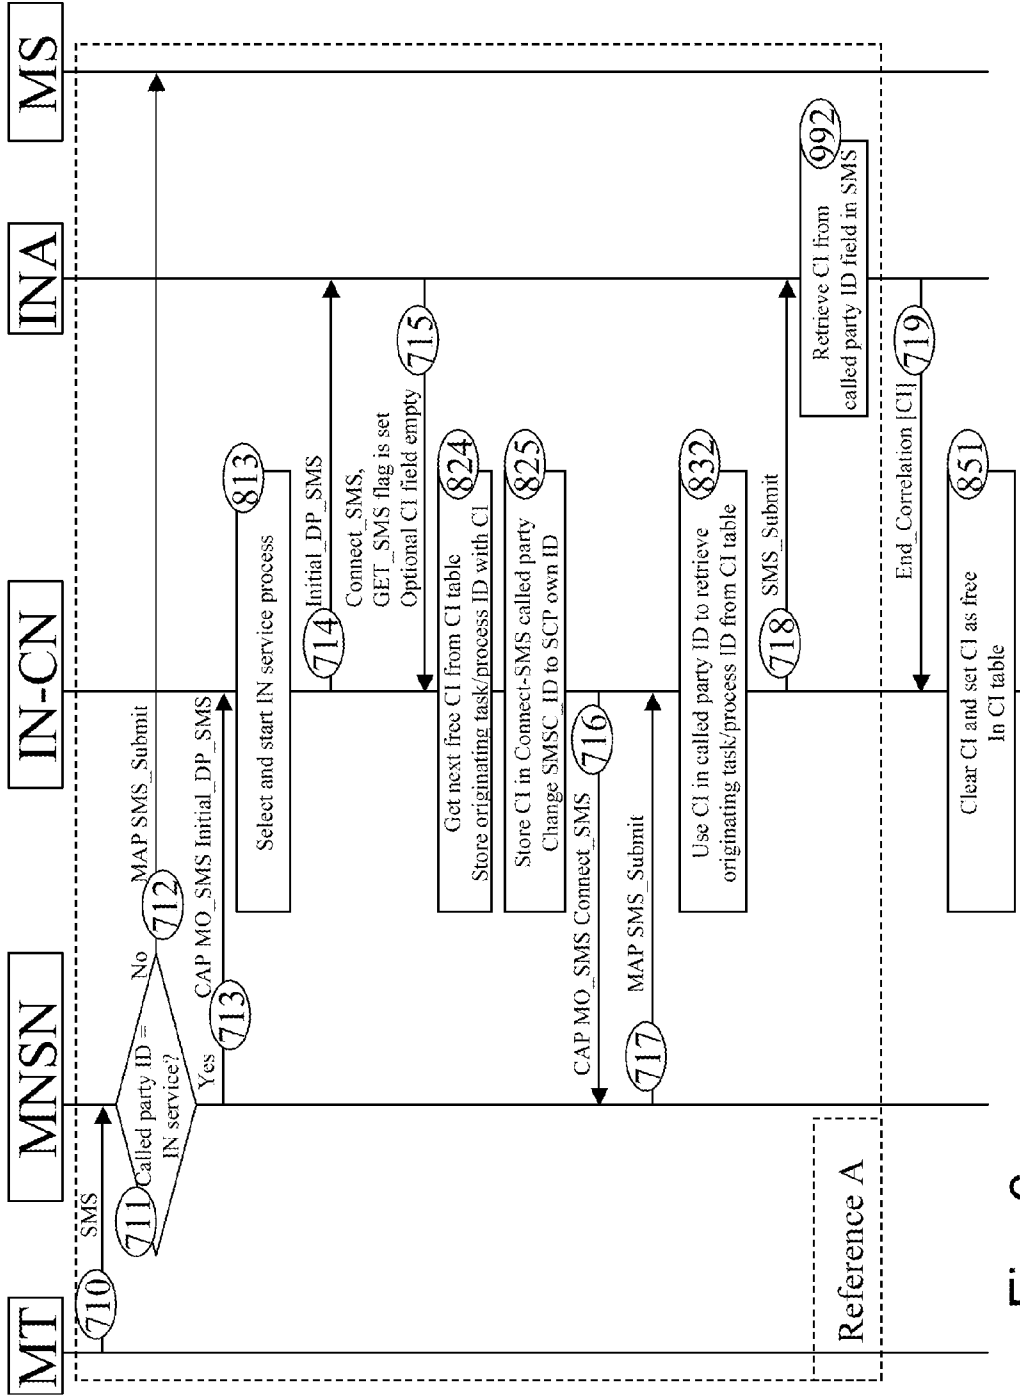 MT
MNSN
IN-CN
INA
MS
710
SMS
711
Called party ID =
IN service?
No
712
MAP SMS_Submit
Yes
713
CAP MO_SMS Initial_DP_SMS
813
Select and start IN service process
714
Initial_DP_SMS
Connect_SMS,
GET_SMS flag is set
Optional CI field empty
715
824
Get next free CI from CI table
Store originating task/process ID with CI
825
Store CI in Connect-SMS called party
Change SMSC_ID to SCP own ID
716
CAP MO_SMS Connect_SMS
717
MAP SMS_Submit
832
Use CI in called party ID to retrieve
originating task/process ID from CI table
718
SMS_Submit
992
Retrieve CI from
called party ID field in SMS
Reference A
End_Correlation [CI]
719
851
Clear CI and set CI as free
In CI table